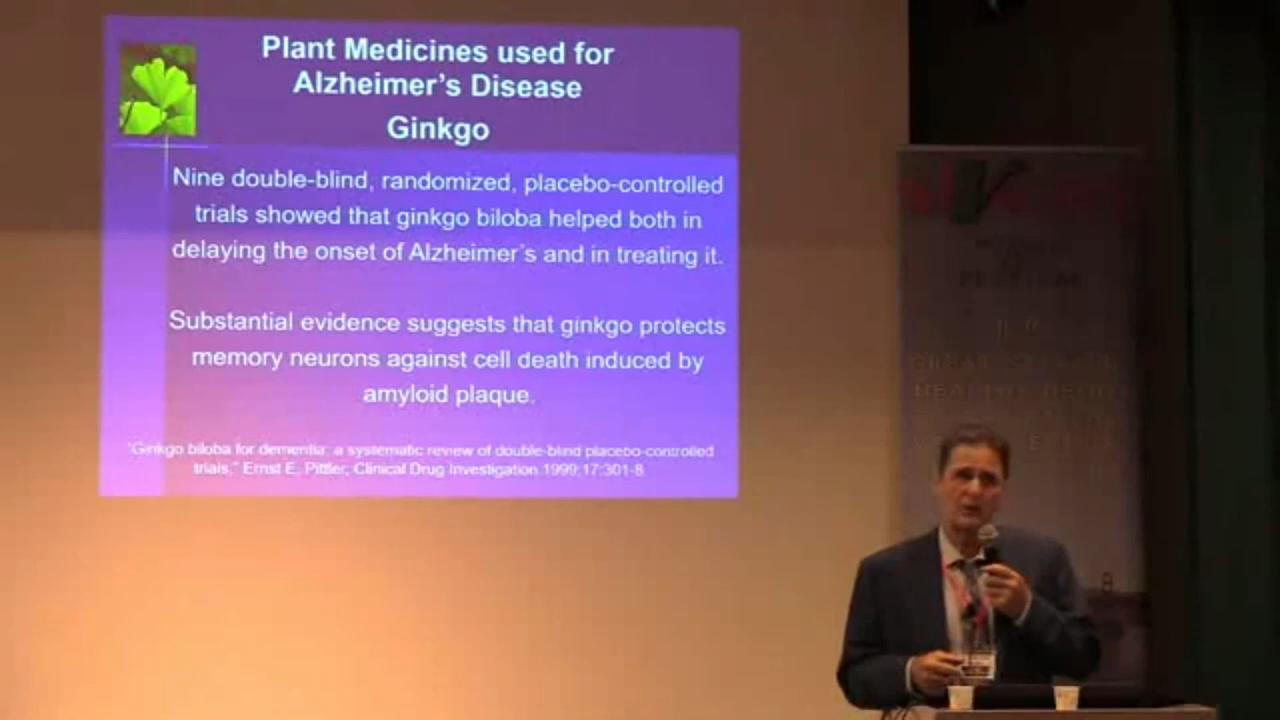 Plant Medicines used for
Alzheimer's Disease
Ginkgo
Nine double-blind, randomized, placebo-controlled
trials showed that ginkgo biloba helped both in
delaying the onset of Alzheimer's and in treating it.
Substantial evidence suggests that ginkgo protects
memory neurons against cell death induced by
amyloid plaque.
"Ginkgo biloba for dementia: a systematic review of double-blind placebo-controlled
trials." Ernst E, Pittler, Clinical Drug Investigation.1999;17:301-8.